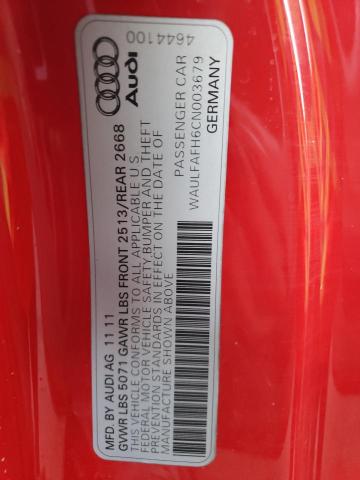 MFD. BY AUDI AG 11 11
GVWR LBS 5071 GAWR LBS FRONT 2513/REAR 2668
THIS VEHICLE CONFORMS TO ALL APPLICABLE U S
FEDERAL MOTOR VEHICLE SAFETY,BUMPER AND THEFT
PREVENTION STANDARDS IN EFFECT ON THE DATE OF
MANUFACTURE SHOWN ABOVE
PASSENGER CAR
WAULFAFH6CN003679
GERMANY
Audi
4644100